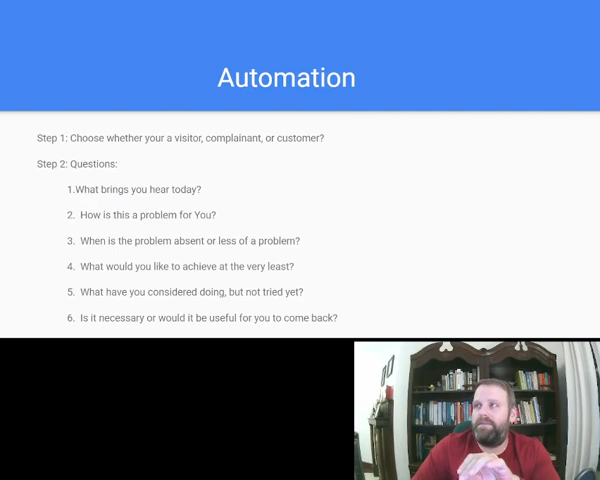 Automation
Step 1: Choose whether your a visitor, complainant, or customer?
Step 2: Questions:
1.What brings you hear today?
2. How is this a problem for You?
3. When is the problem absent or less of a problem?
4. What would you like to achieve at the very least?
5. What have you considered doing, but not tried yet?
6. Is it necessary or would it be useful for you to come back?